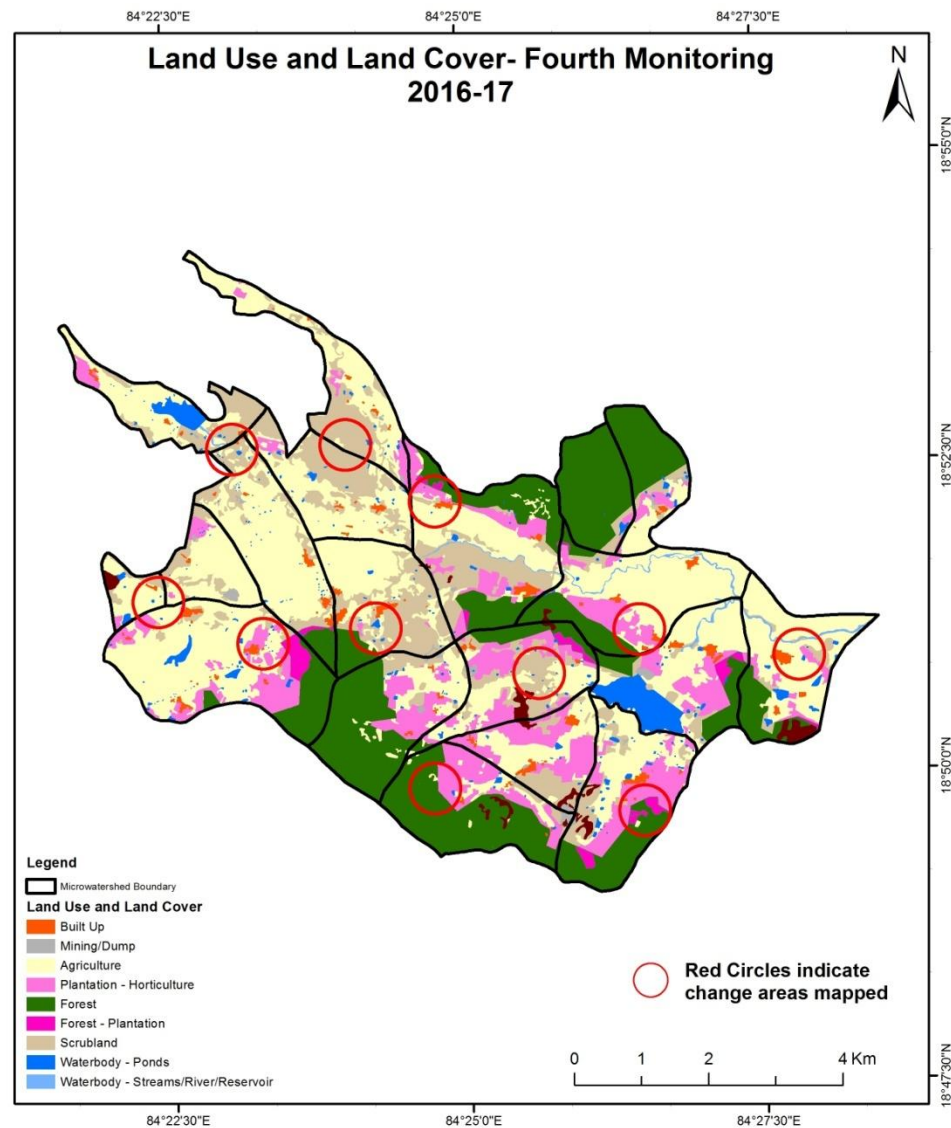 84°22'30"E
84°25'0"E
84°27'30"E
Land Use and Land Cover- Fourth Monitoring
2016-17
N
18°55'0"N
18°52'30"N
18°50'0"N
18°47'30"N
Legend
Microwatershed Boundary
Land Use and Land Cover
Built Up
Mining/Dump
Agriculture
Plantation - Horticulture
Forest
Forest - Plantation
Scrubland
Waterbody - Ponds
Waterbody - Streams/River/Reservoir
Red Circles indicate
change areas mapped
0 1 2 4 Km
84°22'30"E
84°25'0"E
84°27'30"E